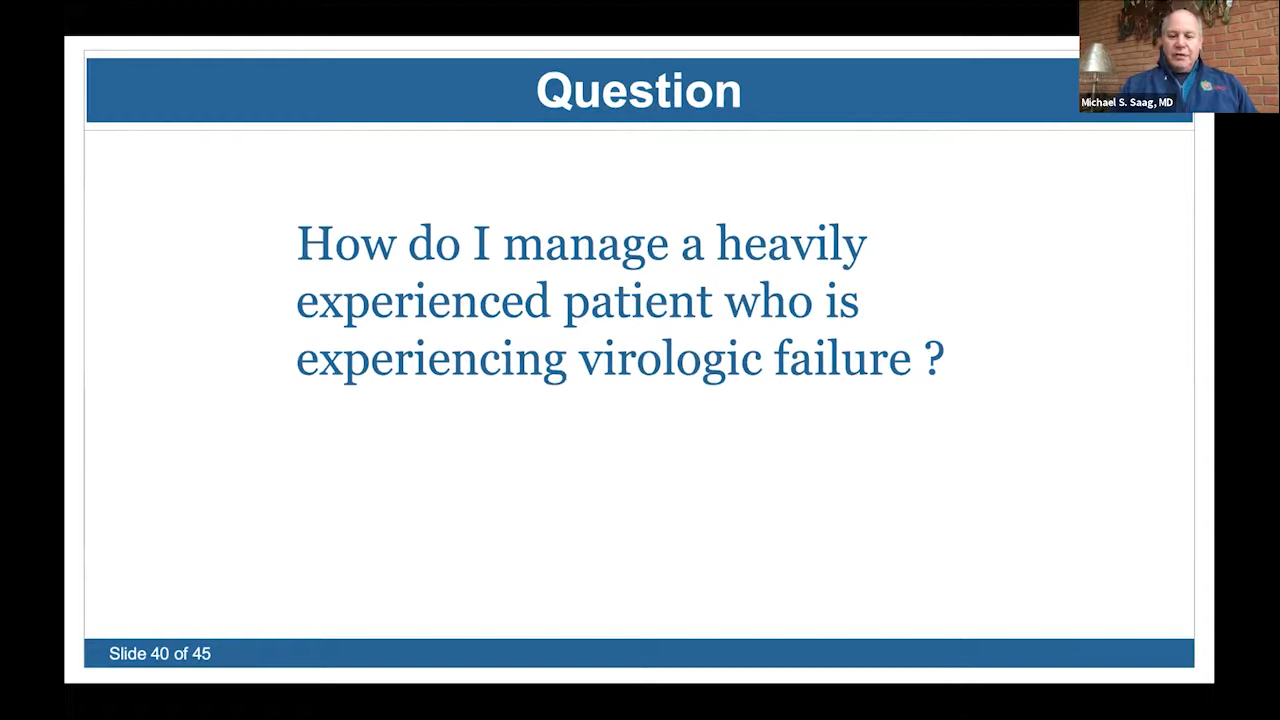 Question
Michael S. Saag, MD
How do I manage a heavily
experienced patient who is
experiencing virologic failure ?
Slide 40 of 45